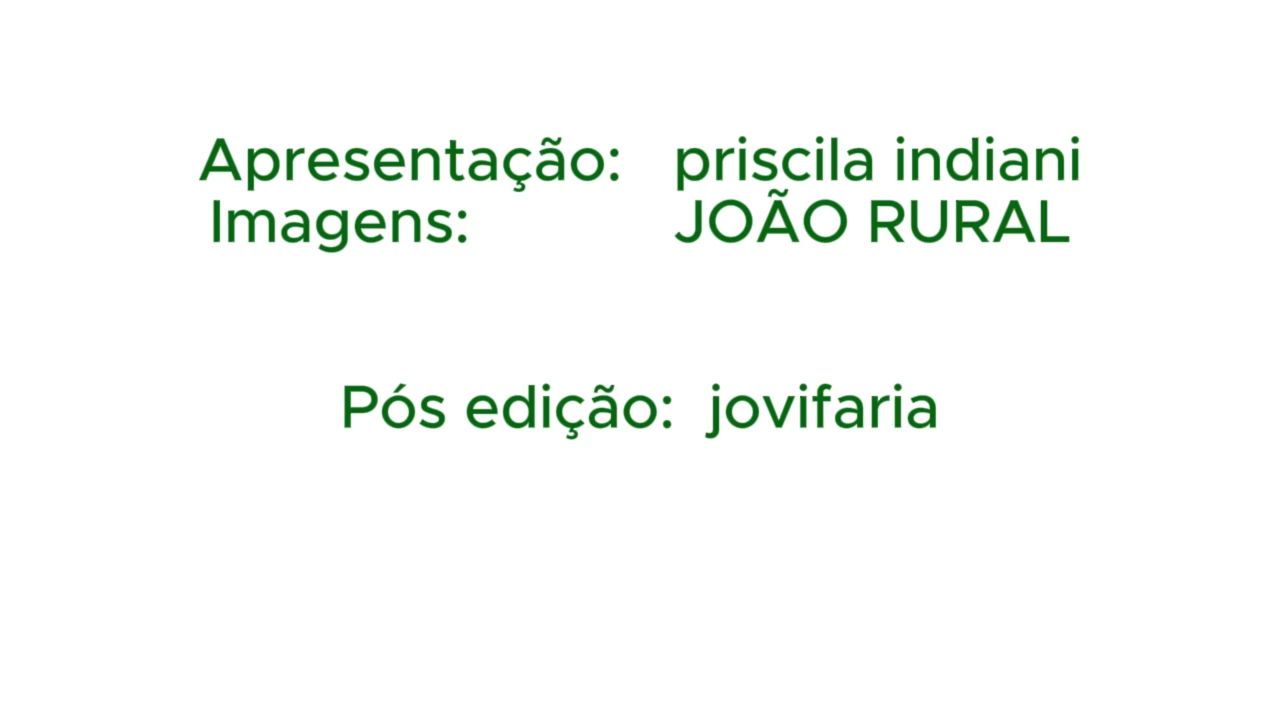 Apresentação: priscila indiani
Imagens: JOÃO RURAL
Pós edição: jovifaria